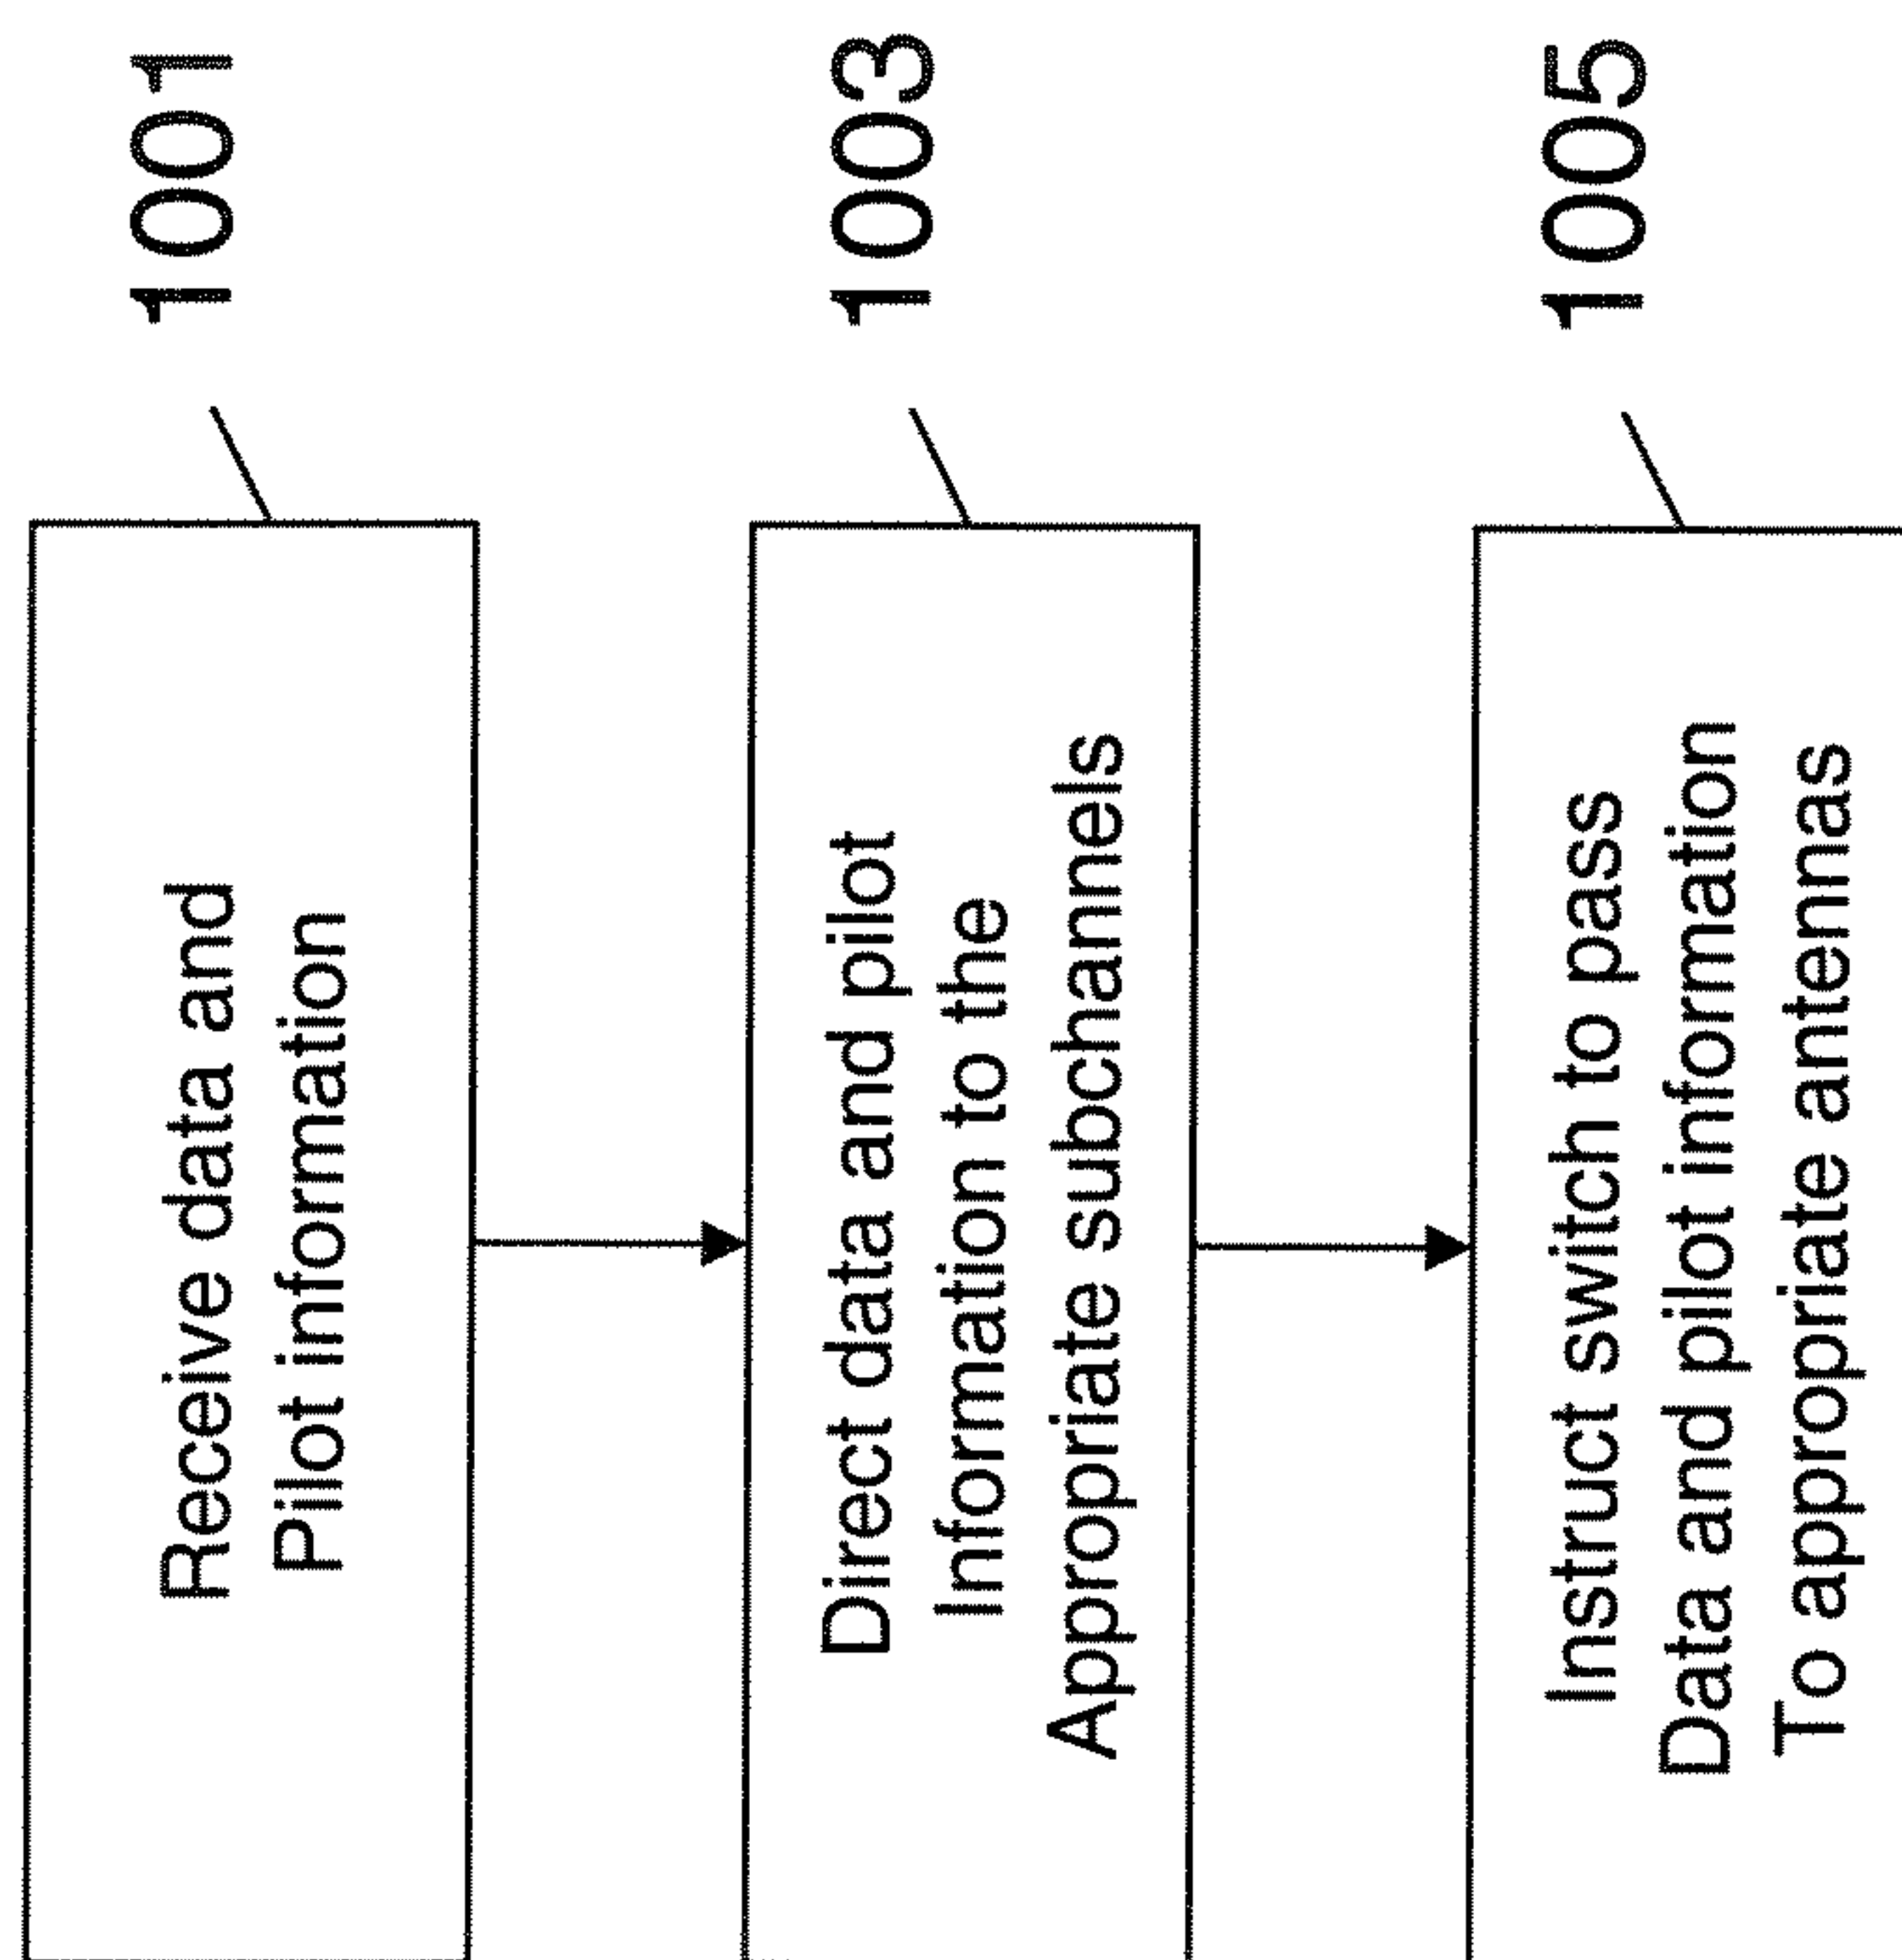 Receive data and
Pilot information
1001
Direct data and pilot
Information to the
Appropriate subchannels
1003
Instruct switch to pass
Data and pilot information
To appropriate antennas
1005